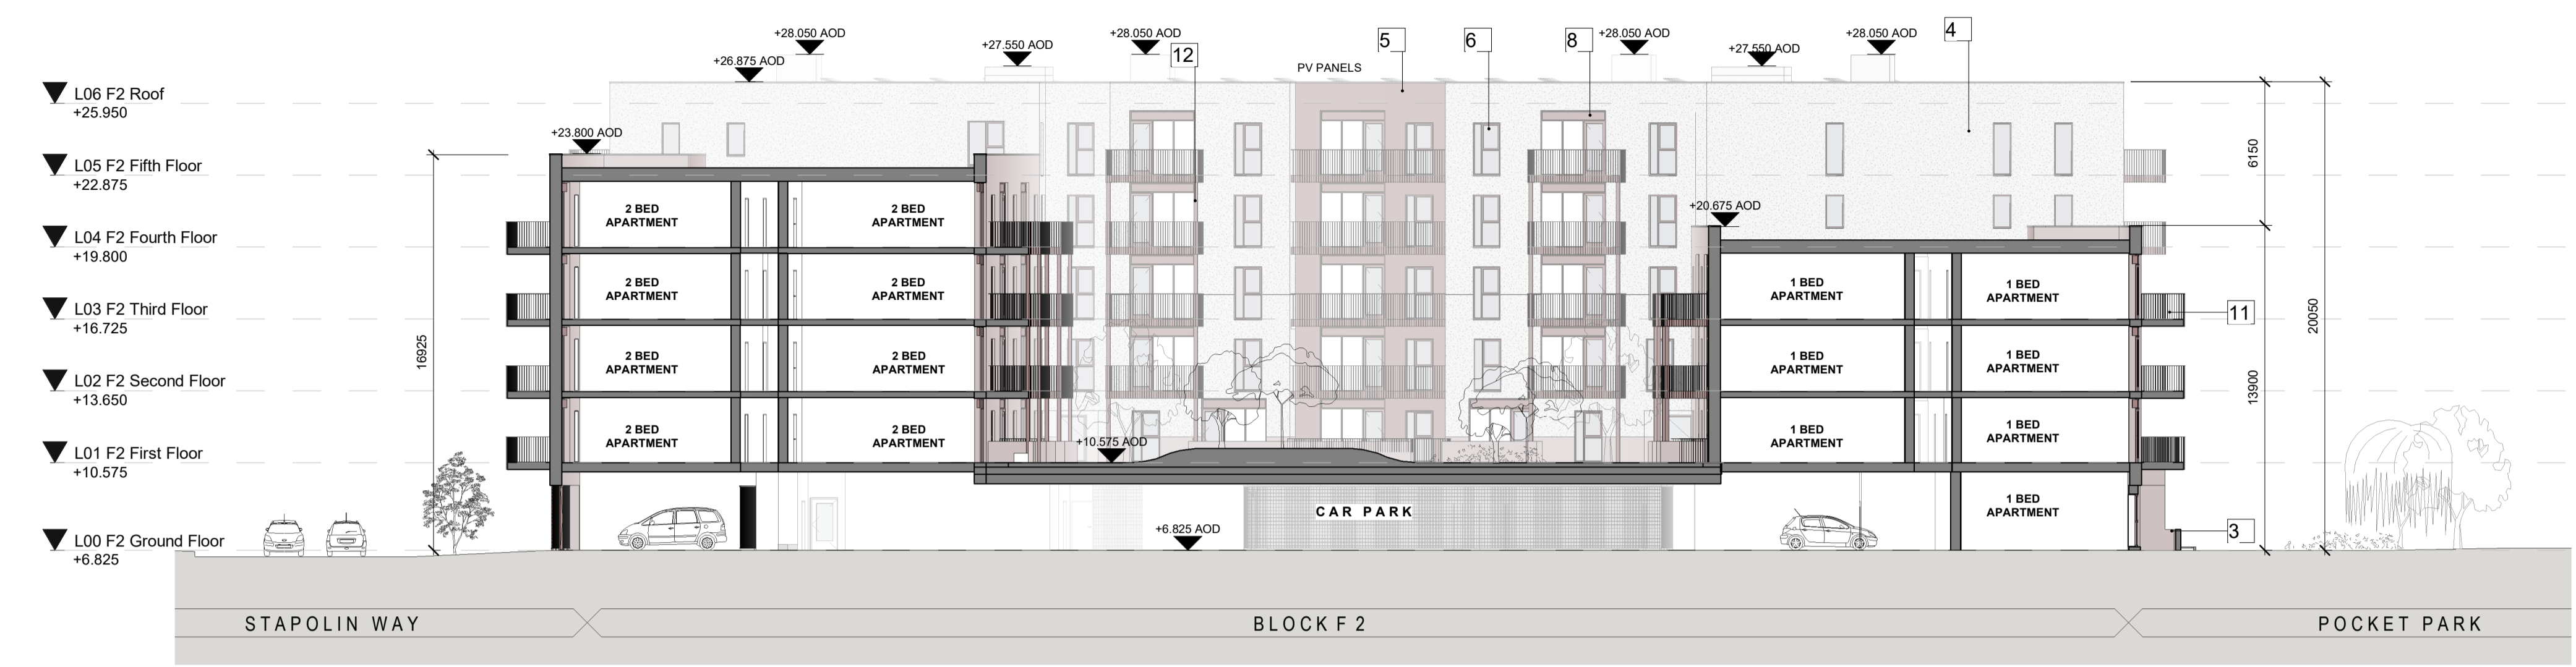 +28.050 AOD
+26.875 AOD
+27.550 AOD
+28.050 AOD
12
PV PANELS
5
6
8
+28.050 AOD
+27.550 AOD
+28.050 AOD
4
L06 F2 Roof
+25.950
+23.800 AOD
L05 F2 Fifth Floor
+22.875
L04 F2 Fourth Floor
+19.800
L03 F2 Third Floor
+16.725
L02 F2 Second Floor
+13.650
L01 F2 First Floor
+10.575
L00 F2 Ground Floor
+6.825
16925
2 BED
APARTMENT
2 BED
APARTMENT
2 BED
APARTMENT
2 BED
APARTMENT
2 BED
APARTMENT
2 BED
APARTMENT
2 BED
APARTMENT
2 BED
APARTMENT
+10.575 AOD
+6.825 AOD
CAR PARK
+20.675 AOD
1 BED
APARTMENT
1 BED
APARTMENT
1 BED
APARTMENT
1 BED
APARTMENT
1 BED
APARTMENT
1 BED
APARTMENT
1 BED
APARTMENT
11
3
6150
13900
20050
STAPOLIN WAY
BLOCK F 2
POCKET PARK